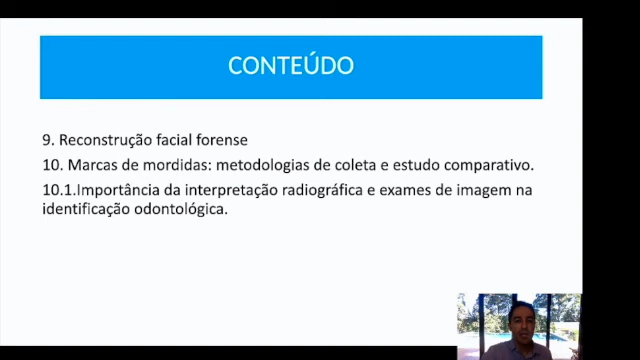 CONTEÚDO
9. Reconstrução facial forense
10. Marcas de mordidas: metodologias de coleta e estudo comparativo.
10.1.Importância da interpretação radiográfica e exames de imagem na
identificação odontológica.